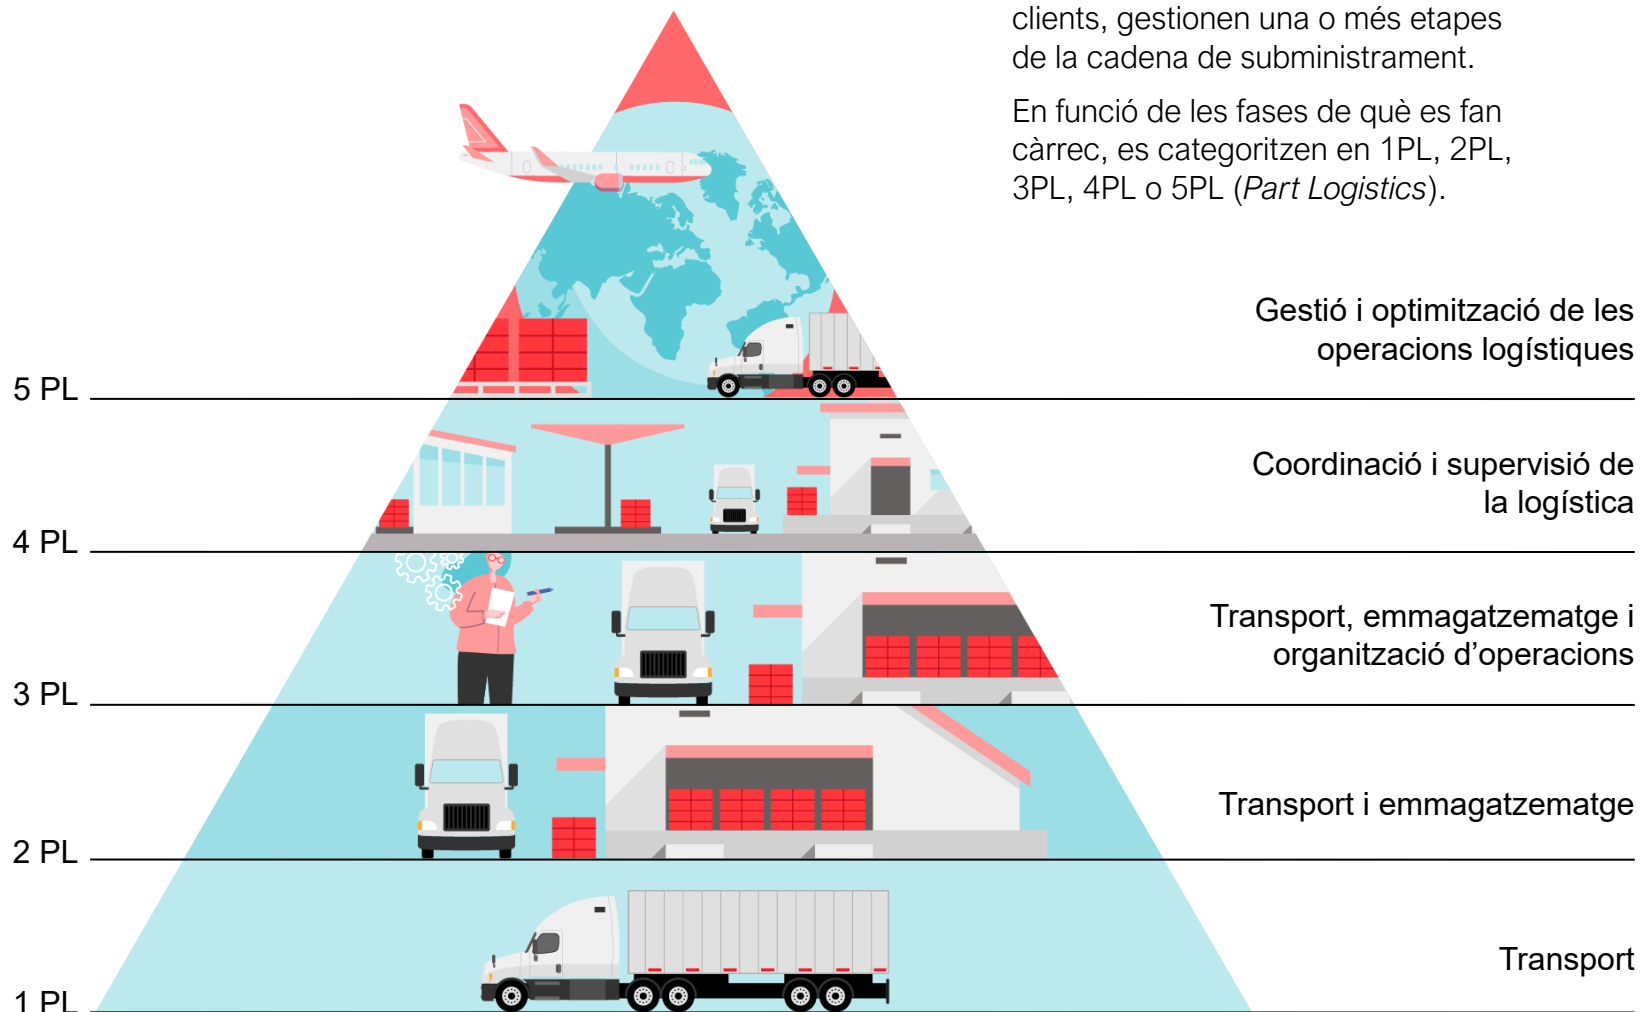 clients, gestionen una o més etapes
de la cadena de subministrament.
En funció de les fases de què es fan
càrrec, es categoritzen en 1PL, 2PL,
3PL, 4PL o 5PL (Part Logistics).
Gestió i optimització de les
operacions logístiques
5 PL
Coordinació i supervisió de
la logística
4 PL
Transport, emmagatzematge i
organització d’operacions
3 PL
Transport i emmagatzematge
2 PL
Transport
1 PL